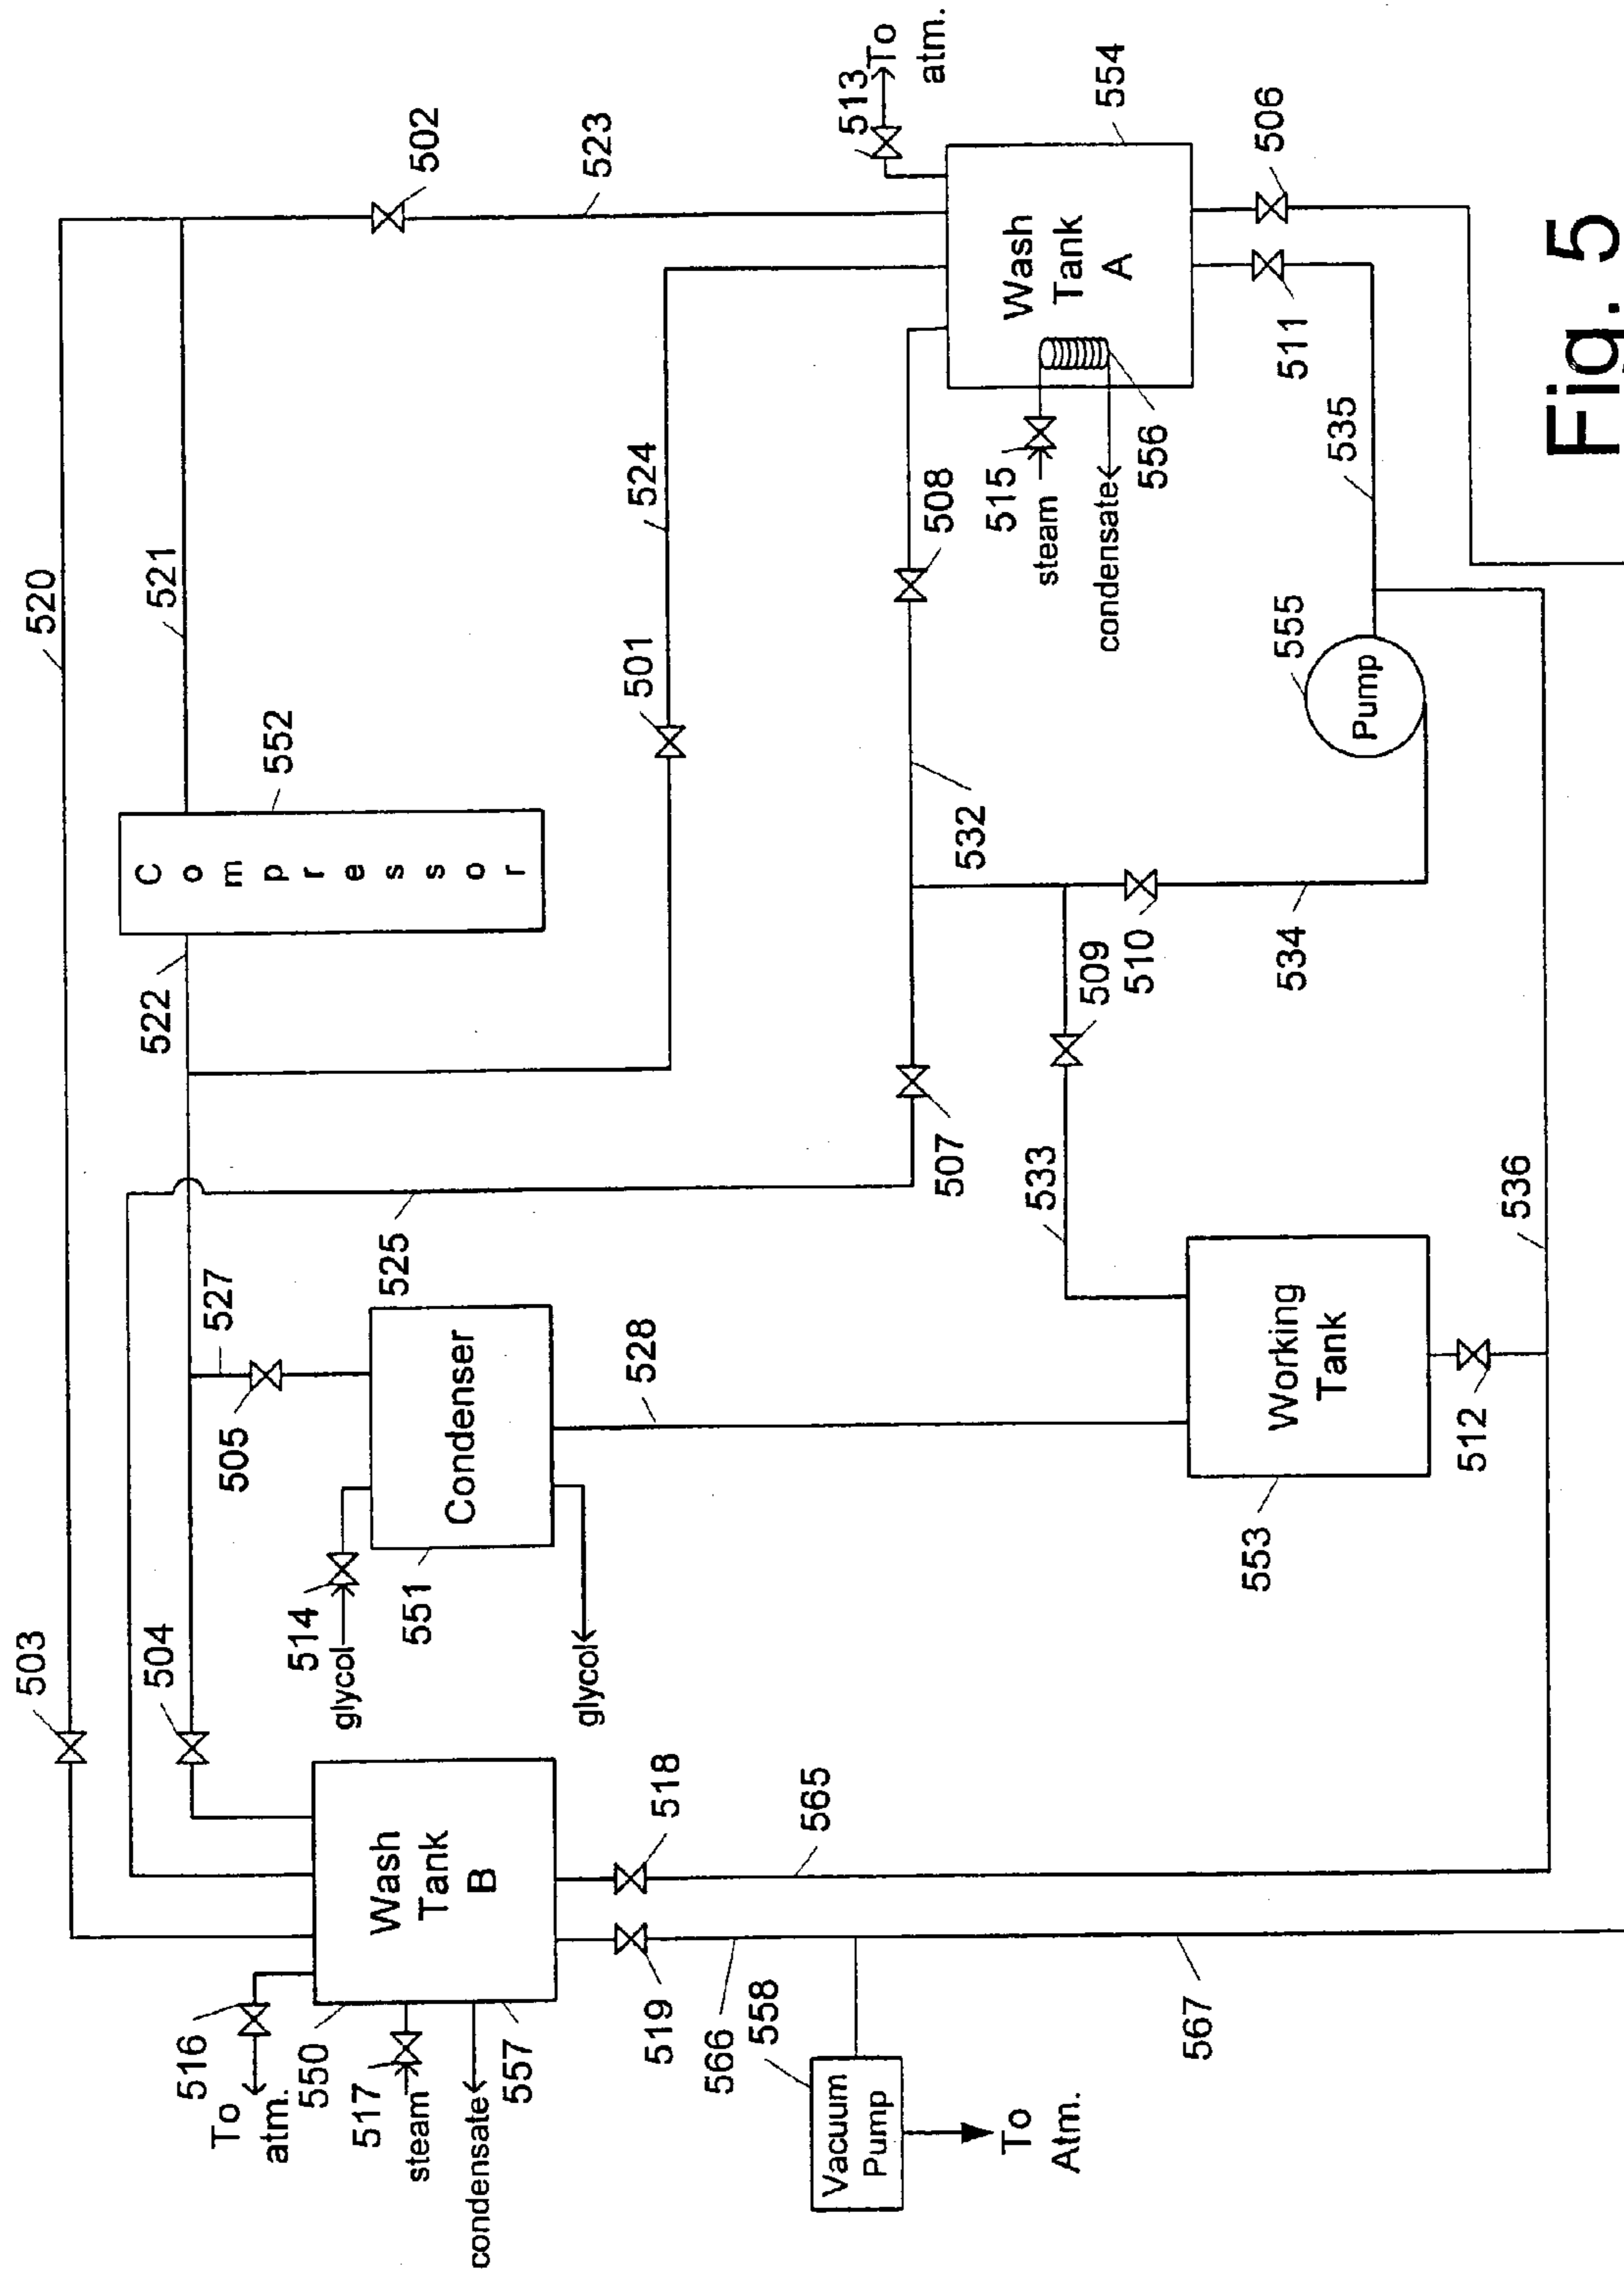 520
521
522
552
C
o
m
p
r
e
s
s
o
r
502
523
524
501
503
504
527
505
525
514
glycol
551
Condenser
glycol
528
516
To
atm.
550
517
steam
condensate
557
Wash
Tank
B
518
519
565
566
558
Vacuum
Pump
To
Atm.
567
507
532
508
533
509
510
534
Working
Tank
553
512
536
555
Pump
535
511
506
513
To
atm.
554
Wash
Tank
A
515
steam
condensate
556
Fig. 5